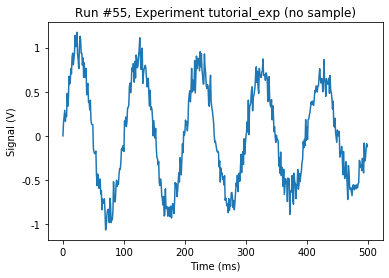 Run #55, Experiment tutorial_exp (no sample)
Signal (V)
1
0.5
0
-0.5
-1
0 100 200 300 400 500
Time (ms)